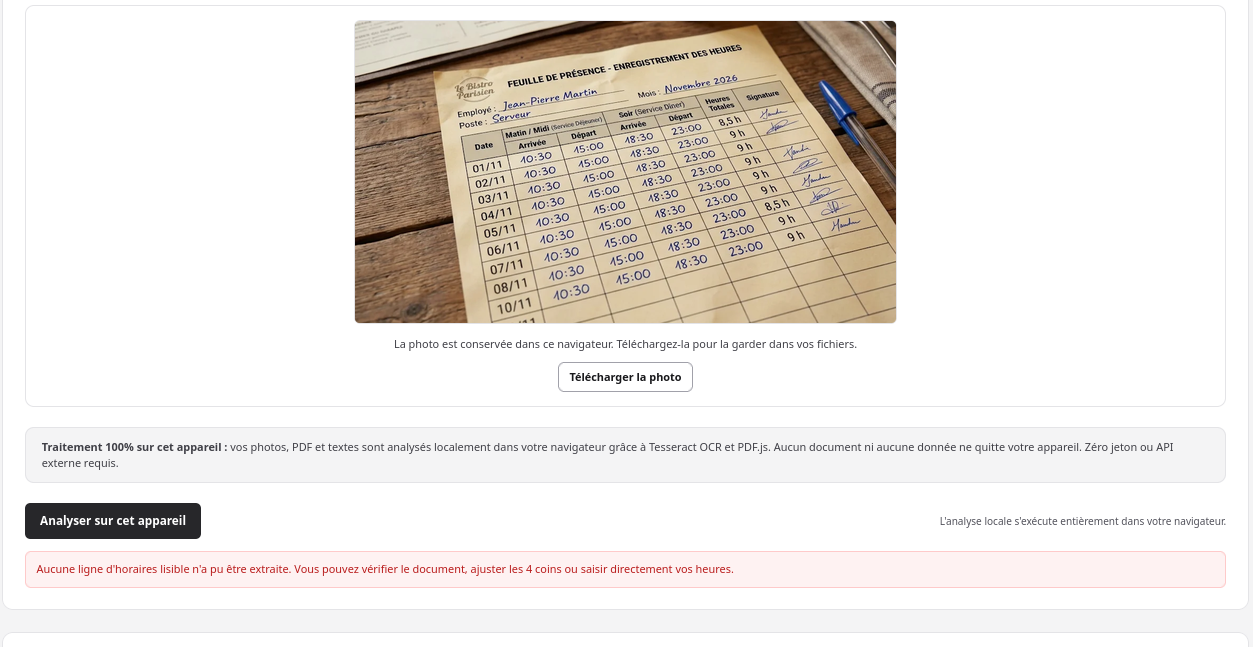 le Bistro
Parisien
FEUILLE DE PRÉSENCE - ENREGISTREMENT DES HEURES
Employé : Jean-Pierre Martin Mois : Novembre 2026
Poste : Serveur
Date Matin / Midi (Service Déjeuner) Soir (Service Dîner) Heures Totales Signature
Arrivée Départ Arrivée Départ
01/11 10:30 15:00 18:30 23:00 8,5 h
02/11 10:30 15:00 18:30 23:00 9 h
03/11 10:30 15:00 18:30 23:00 9 h
04/11 10:30 15:00 18:30 23:00 9 h
05/11 10:30 15:00 18:30 23:00 9 h
06/11 10:30 15:00 18:30 23:00 9 h
07/11 10:30 15:00 18:30 23:00 8,5 h
08/11 10:30 15:00 18:30 23:00 9 h
10/11 10:30 15:00 18:30 23:00 9 h
La photo est conservée dans ce navigateur. Téléchargez-la pour la garder dans vos fichiers.
Télécharger la photo
Traitement 100% sur cet appareil : vos photos, PDF et textes sont analysés localement dans votre navigateur grâce à Tesseract OCR et PDF.js. Aucun document ni aucune donnée ne quitte votre appareil. Zéro jeton ou API
externe requis.
Analyser sur cet appareil
L'analyse locale s'exécute entièrement dans votre navigateur.
Aucune ligne d'horaires lisible n'a pu être extraite. Vous pouvez vérifier le document, ajuster les 4 coins ou saisir directement vos heures.